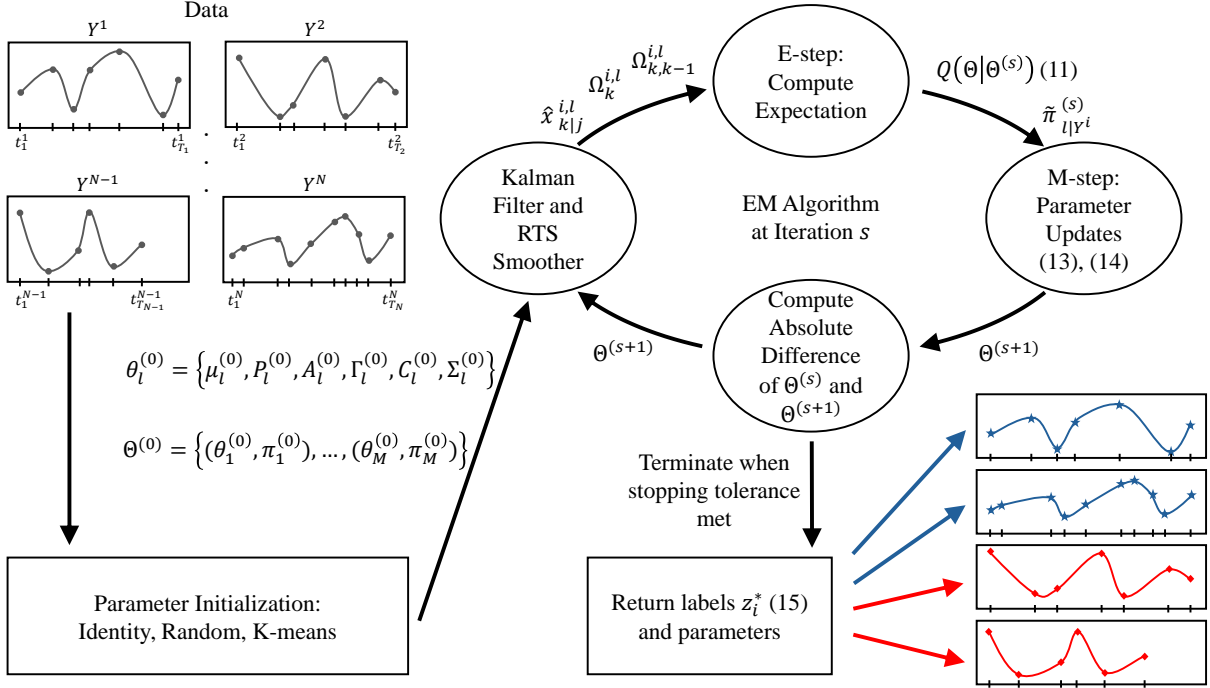 Data
Y^1
Y^2
t_1^1
t_{T_1}^1
t_1^2
t_{T_2}^2
.
.
.
Y^{N-1}
Y^N
t_1^{N-1}
t_{T_{N-1}}^{N-1}
t_1^N
t_{T_N}^N
θ_l^{(0)} = {μ_l^{(0)}, P_l^{(0)}, A_l^{(0)}, Γ_l^{(0)}, C_l^{(0)}, Σ_l^{(0)}}
Θ^{(0)} = {(θ_1^{(0)}, π_1^{(0)}), …, (θ_M^{(0)}, π_M^{(0)})}
Parameter Initialization:
Identity, Random, K-means
Kalman
Filter and
RTS
Smoother
x̂_{k|j}^{i,l}
Ω_k^{i,l}
Ω_{k,k-1}^{i,l}
E-step:
Compute
Expectation
Q(Θ|Θ^{(s)}) (11)
π̃_{l|Y^i}^{(s)}
M-step:
Parameter
Updates
(13), (14)
EM Algorithm
at Iteration s
Θ^{(s+1)}
Compute
Absolute
Difference
of Θ^{(s)} and
Θ^{(s+1)}
Θ^{(s+1)}
Terminate when
stopping tolerance
met
Return labels z_i^* (15)
and parameters